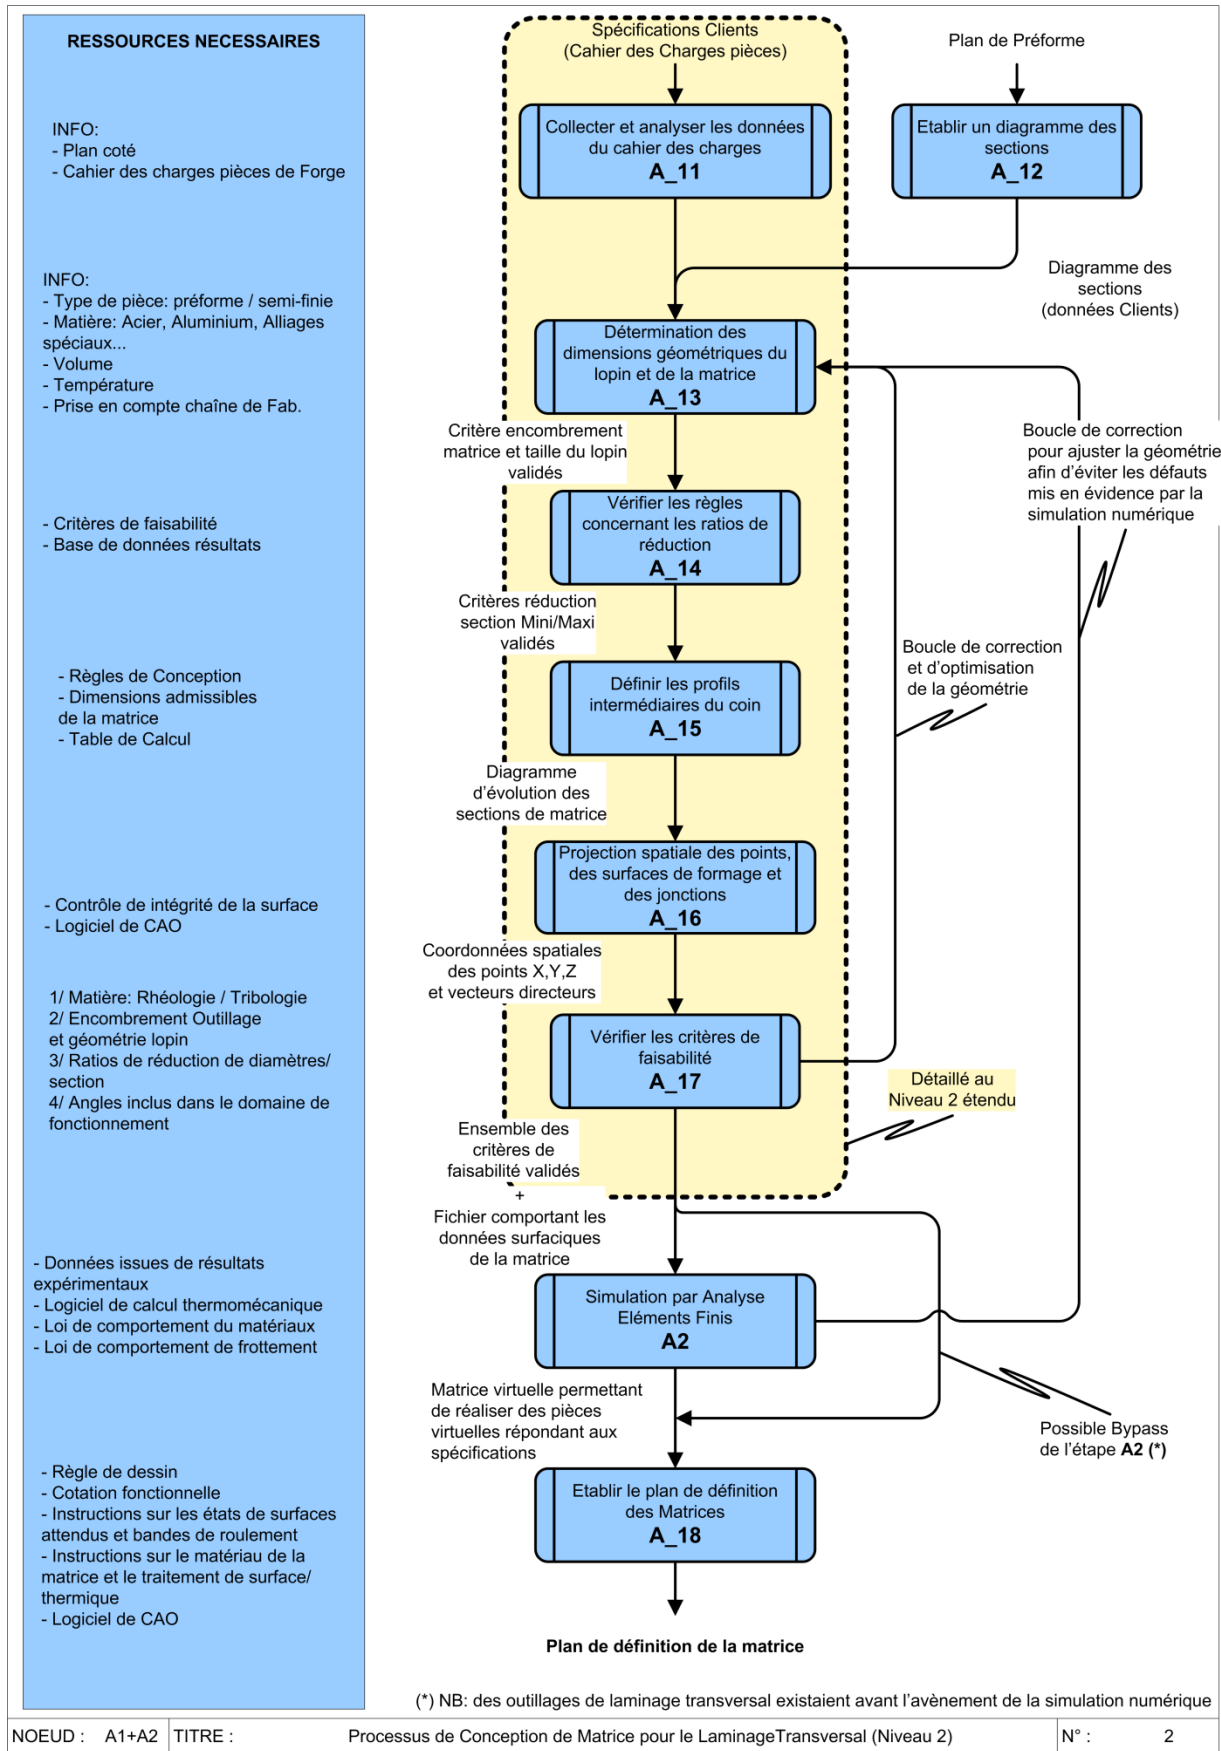 RESSOURCES NECESSAIRES
INFO:
- Plan coté
- Cahier des charges pièces de Forge
INFO:
- Type de pièce: préforme / semi-finie
- Matière: Acier, Aluminium, Alliages
spéciaux...
- Volume
- Température
- Prise en compte chaîne de Fab.
- Critères de faisabilité
- Base de données résultats
- Règles de Conception
- Dimensions admissibles
de la matrice
- Table de Calcul
- Contrôle de intégrité de la surface
- Logiciel de CAO
1/ Matière: Rhéologie / Tribologie
2/ Encombrement Outillage
et géométrie lopin
3/ Ratios de réduction de diamètres/
section
4/ Angles inclus dans le domaine de
fonctionnement
- Données issues de résultats
expérimentaux
- Logiciel de calcul thermomécanique
- Loi de comportement du matériaux
- Loi de comportement de frottement
- Règle de dessin
- Cotation fonctionnelle
- Instructions sur les états de surfaces
attendus et bandes de roulement
- Instructions sur le matériau de la
matrice et le traitement de surface/
thermique
- Logiciel de CAO
Spécifications Clients
(Cahier des Charges pièces)
Plan de Préforme
Collecter et analyser les données
du cahier des charges
A_11
Etablir un diagramme des
sections
A_12
Diagramme des
sections
(données Clients)
Détermination des
dimensions géométriques du
lopin et de la matrice
A_13
Critère encombrement
matrice et taille du lopin
validés
Boucle de correction
pour ajuster la géométrie
afin d'éviter les défauts
mis en évidence par la
simulation numérique
Vérifier les règles
concernant les ratios de
réduction
A_14
Critères réduction
section Mini/Maxi
validés
Boucle de correction
et d'optimisation
de la géométrie
Définir les profils
intermédiaires du coin
A_15
Diagramme
d'évolution des
sections de matrice
Projection spatiale des points,
des surfaces de formage et
des jonctions
A_16
Coordonnées spatiales
des points X,Y,Z
et vecteurs directeurs
Vérifier les critères de
faisabilité
A_17
Détaillé au
Niveau 2 étendu
Ensemble des
critères de
faisabilité validés
+
Fichier comportant les
données surfaciques
de la matrice
Simulation par Analyse
Eléments Finis
A2
Matrice virtuelle permettant
de réaliser des pièces
virtuelles répondant aux
spécifications
Possible Bypass
de l'étape A2 (*)
Etablir le plan de définition
des Matrices
A_18
Plan de définition de la matrice
(*) NB: des outillages de laminage transversal existaient avant l'avènement de la simulation numérique
NOEUD : A1+A2 TITRE : Processus de Conception de Matrice pour le LaminageTransversal (Niveau 2) N° : 2